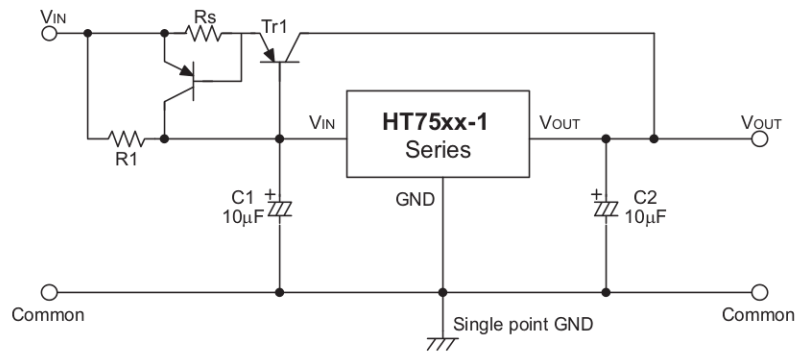 VIN
Rs
Tr1
R1
VIN
HT75xx-1
Series
VOUT
VOUT
GND
C1
10μF
C2
10μF
Common
Single point GND
Common